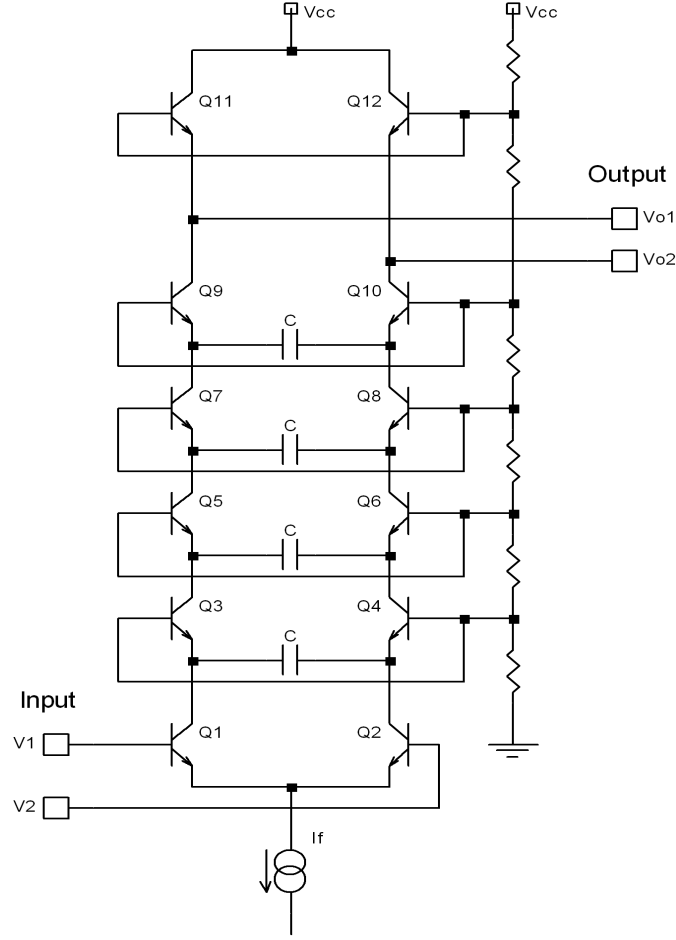 Vcc Vcc
Q11 Q12
Output
Vo1
Vo2
Q9 Q10
C
Q7 Q8
C
Q5 Q6
C
Q3 Q4
C
Input
V1 Q1 Q2
V2
If